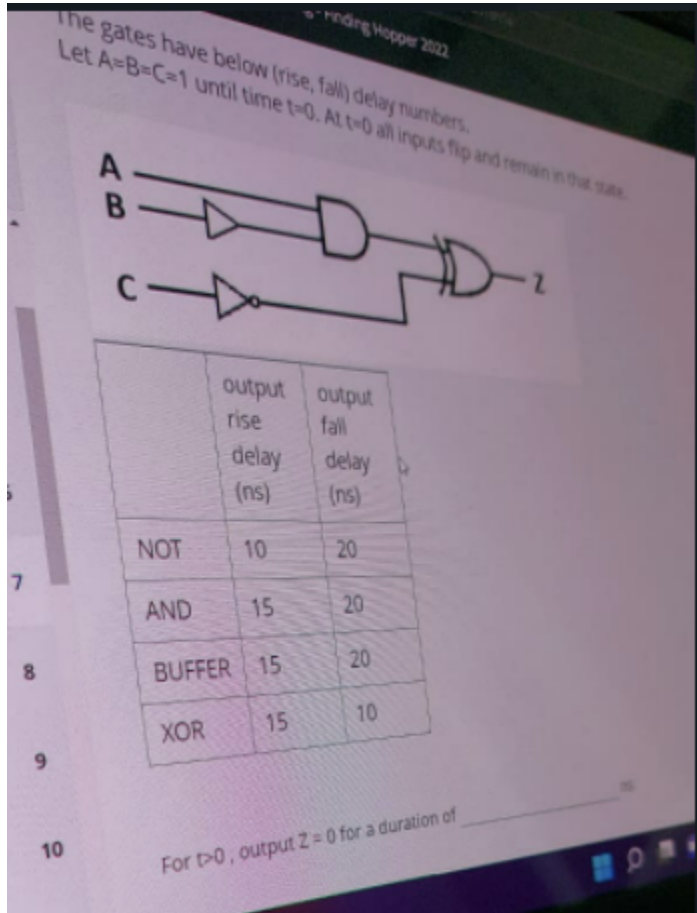 Finding Hopper 2022
The gates have below (rise, fall) delay numbers.
Let A=B=C=1 until time t=0. At t=0 all inputs flip and remain in that state.
A
B
C
Z
output rise delay (ns)
output fall delay (ns)
NOT 10 20
AND 15 20
BUFFER 15 20
XOR 15 10
7
8
9
10
For t>0, output Z = 0 for a duration of ns